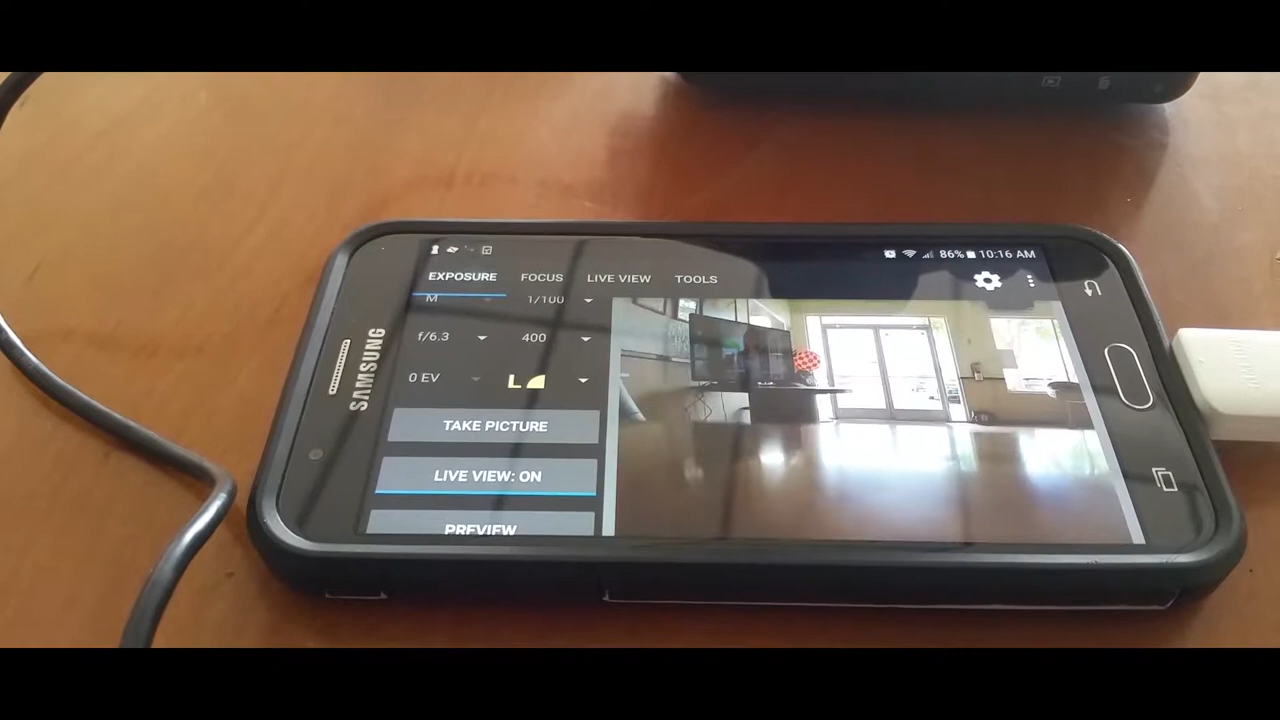 86% 10:16 AM
EXPOSURE FOCUS LIVE VIEW TOOLS
M 1/100
f/6.3 400
0 EV L
TAKE PICTURE
LIVE VIEW: ON
PREVIEW
SAMSUNG